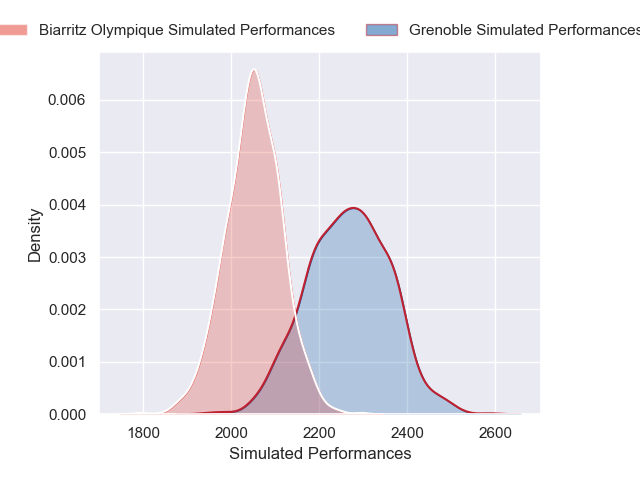 Biarritz Olympique Simulated Performances Grenoble Simulated Performances
0.006
0.005
0.004
0.003
0.002
0.001
0.000
Density
1800 2000 2200 2400 2600
Simulated Performances